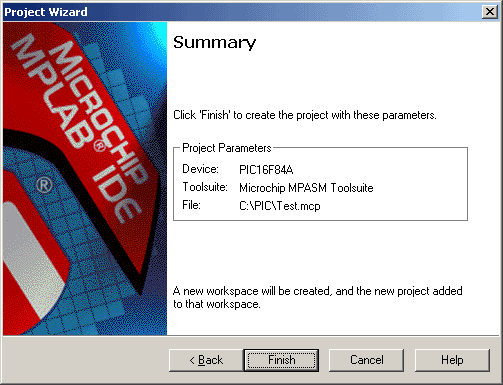 Project Wizard
MICROCHIP
MPLAB® IDE
®
Summary
Click 'Finish' to create the project with these parameters.
Project Parameters
Device: PIC16F84A
Toolsuite: Microchip MPASM Toolsuite
File: C:\PIC\Test.mcp
A new workspace will be created, and the new project added
to that workspace.
< Back Finish Cancel Help